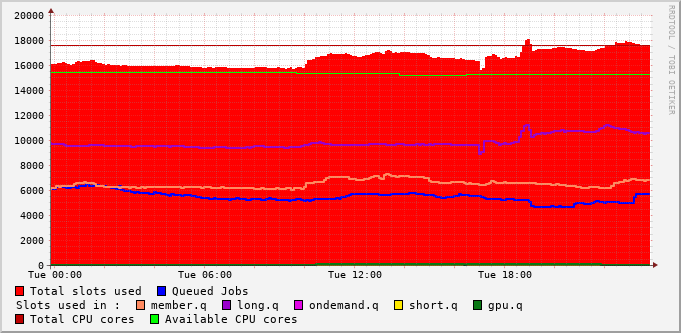 20000
18000
16000
14000
12000
10000
8000
6000
4000
2000
0
Tue 00:00 Tue 06:00 Tue 12:00 Tue 18:00
Total slots used Queued Jobs
Slots used in : member.q long.q ondemand.q short.q gpu.q
Total CPU cores Available CPU cores
RRDTOOL / TOBI OETIKER